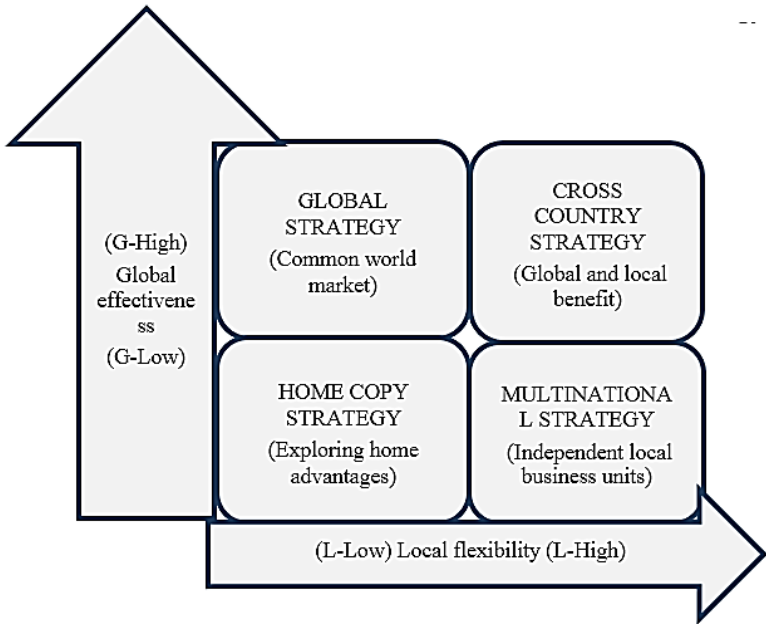 GLOBAL
STRATEGY
(Common world
market)
CROSS
COUNTRY
STRATEGY
(Global and local
benefit)
(G-High)
Global
effectivene
ss
(G-Low)
HOME COPY
STRATEGY
(Exploring home
advantages)
MULTINATIONA
L STRATEGY
(Independent local
business units)
(L-Low) Local flexibility (L-High)